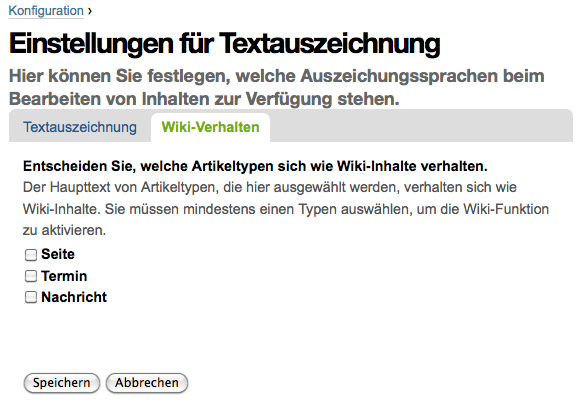 Konfiguration ›
Einstellungen für Textauszeichnung
Hier können Sie festlegen, welche Auszeichungssprachen beim
Bearbeiten von Inhalten zur Verfügung stehen.
Textauszeichnung Wiki-Verhalten
Entscheiden Sie, welche Artikeltypen sich wie Wiki-Inhalte verhalten.
Der Haupttext von Artikeltypen, die hier ausgewählt werden, verhalten sich wie
Wiki-Inhalte. Sie müssen mindestens einen Typen auswählen, um die Wiki-Funktion
zu aktivieren.
Seite
Termin
Nachricht
Speichern Abbrechen